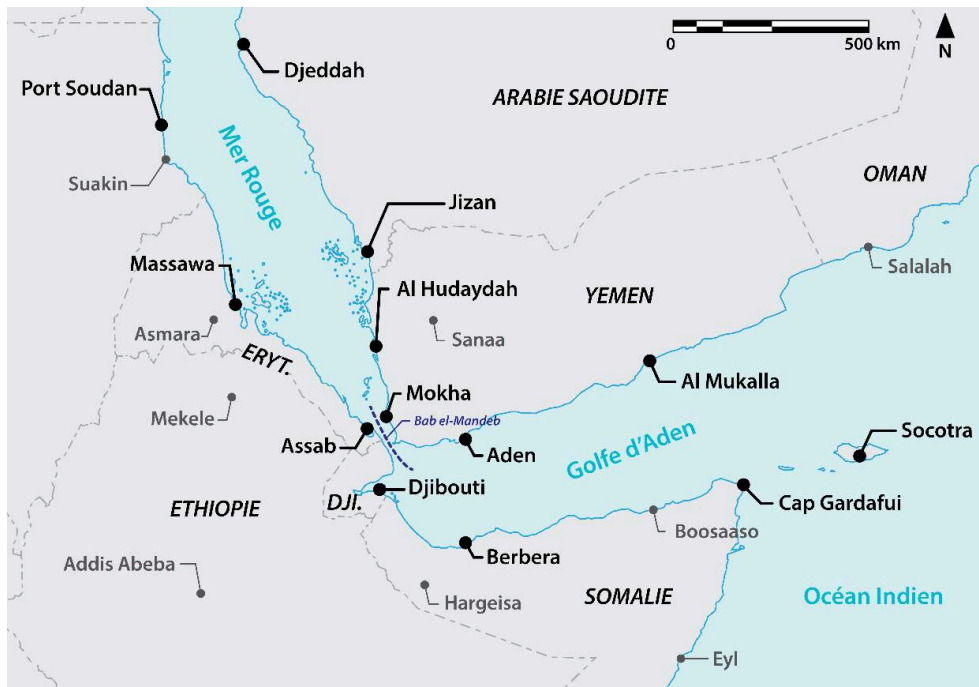 0
500 km
N
Djeddah
Port Soudan
ARABIE SAOUDITE
Mer Rouge
Suakin
OMAN
Jizan
Salalah
Massawa
Al Hudaydah
YEMEN
Asmara
Sanaa
ERYT.
Al Mukalla
Mekele
Mokha
Bab el-Mandeb
Assab
Aden
Golfe d'Aden
Socotra
Djibouti
DJI.
ETHIOPIE
Cap Gardafui
Boosaaso
Berbera
Addis Abeba
Hargeisa
SOMALIE
Océan Indien
Eyl